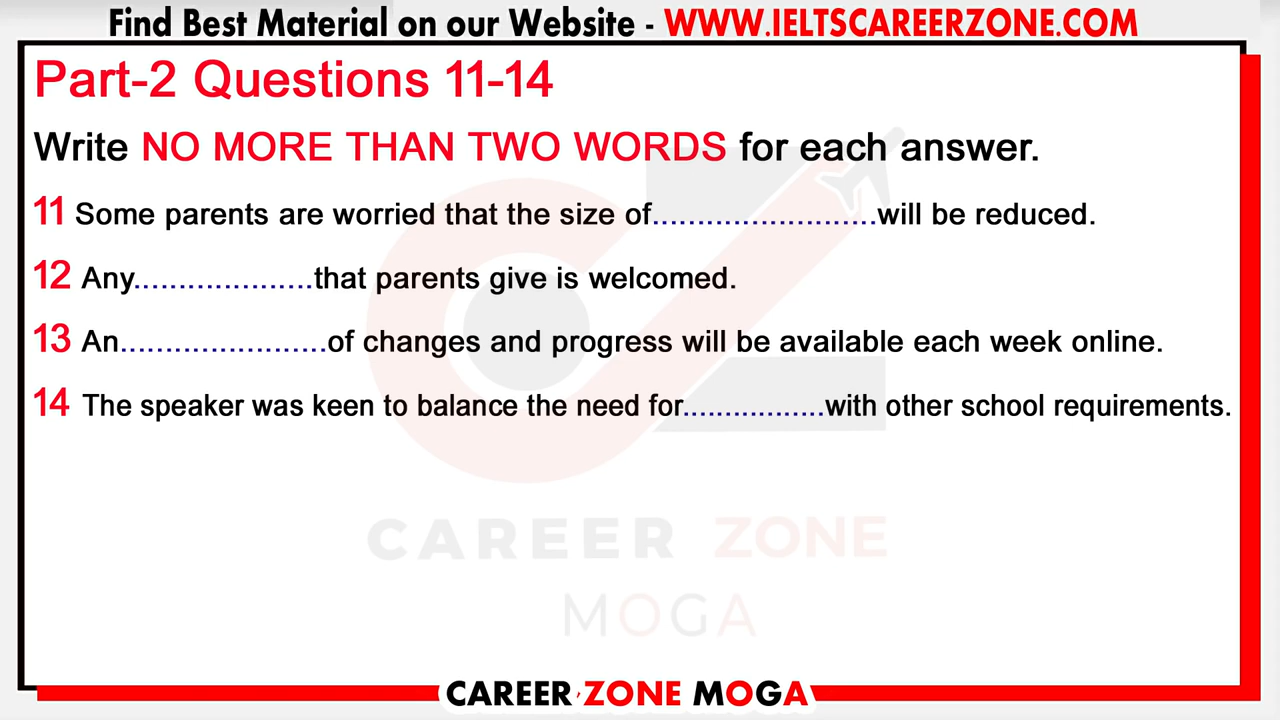 Find Best Material on our Website - WWW.IELTSCAREERZONE.COM
Part-2 Questions 11-14
Write NO MORE THAN TWO WORDS for each answer.
11 Some parents are worried that the size of.........................will be reduced.
12 Any....................that parents give is welcomed.
13 An.......................of changes and progress will be available each week online.
14 The speaker was keen to balance the need for.................with other school requirements.
CAREER ZONE
MOGA
CAREER ZONE MOGA